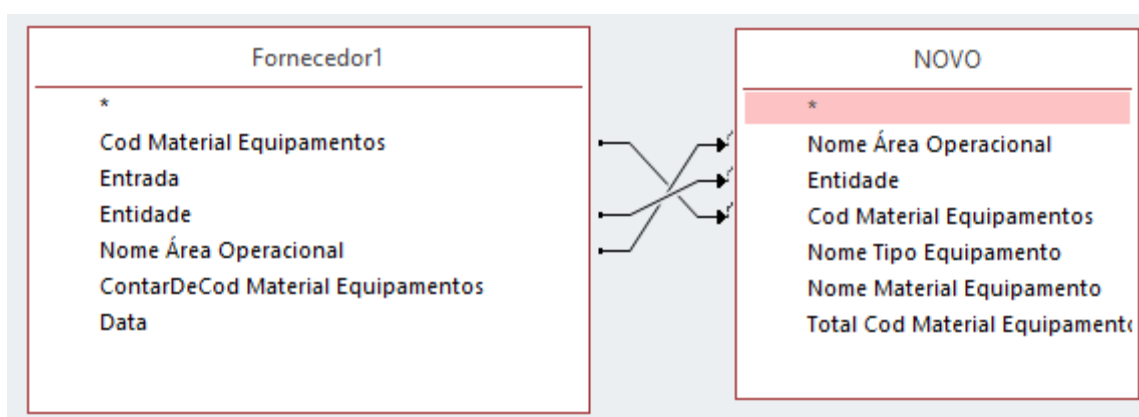 Fornecedor1
*
Cod Material Equipamentos
Entrada
Entidade
Nome Área Operacional
ContarDeCod Material Equipamentos
Data
NOVO
*
Nome Área Operacional
Entidade
Cod Material Equipamentos
Nome Tipo Equipamento
Nome Material Equipamento
Total Cod Material Equipament